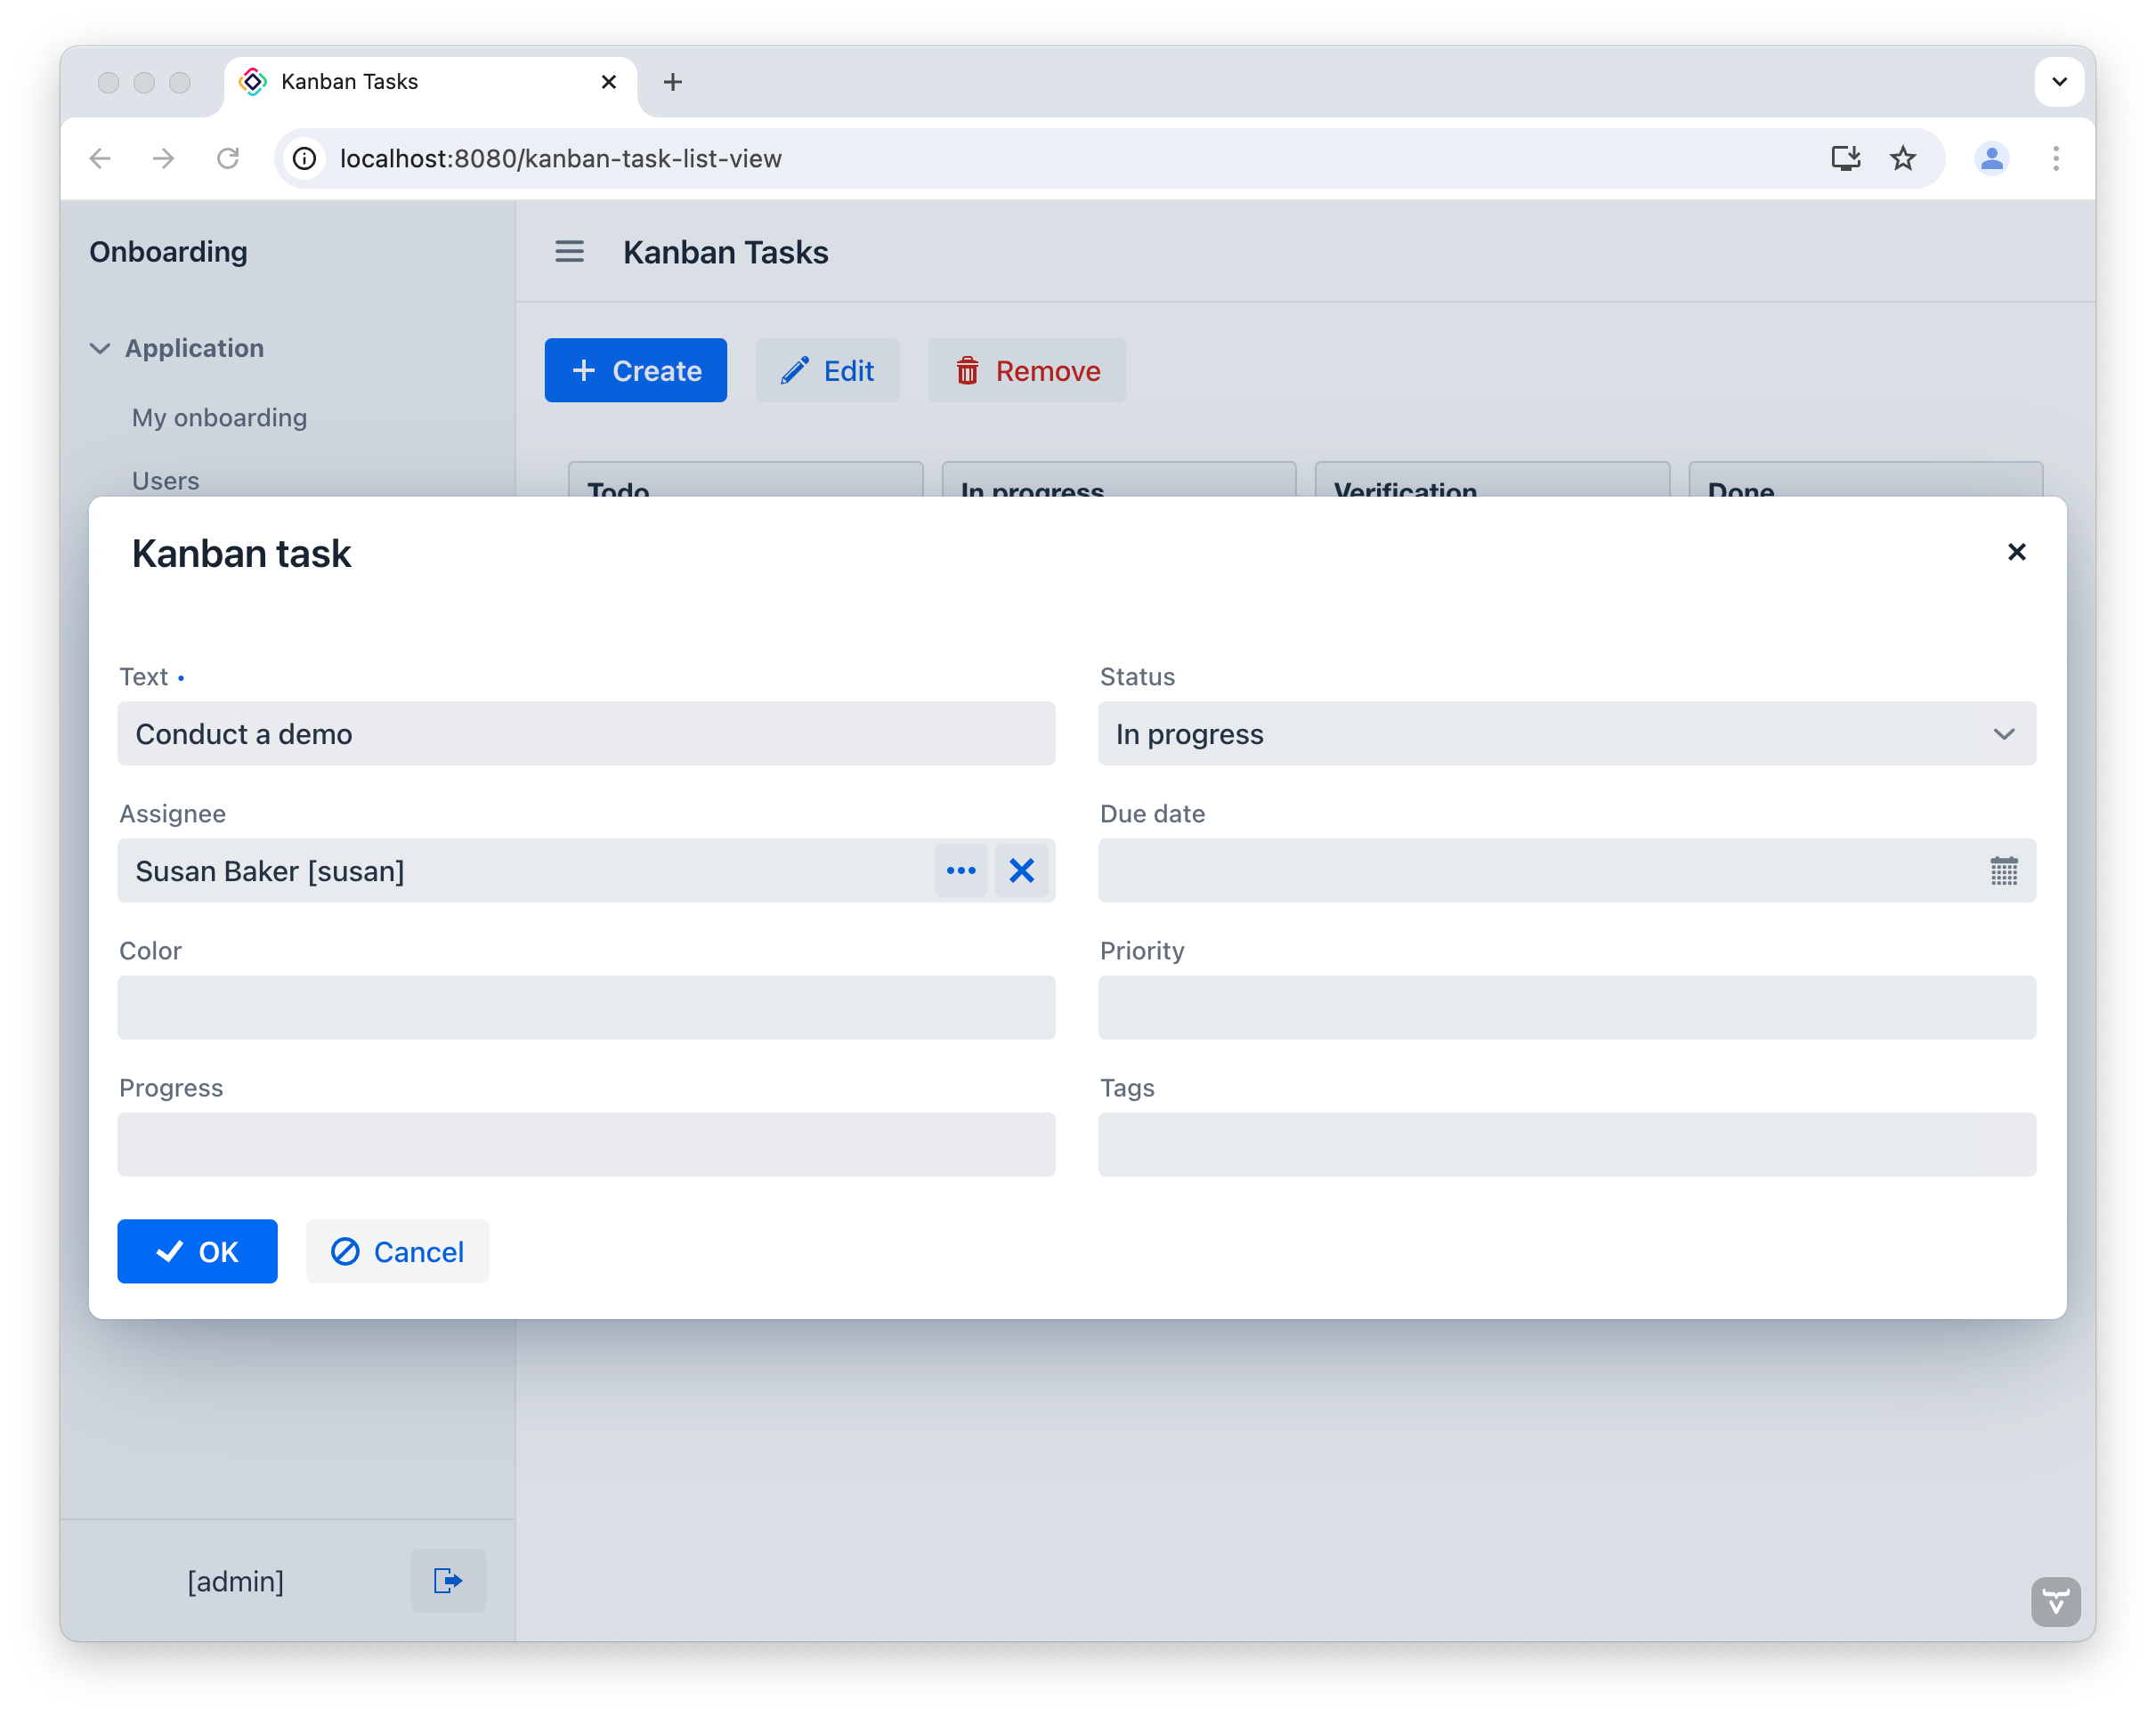 Kanban Tasks
localhost:8080/kanban-task-list-view
Onboarding
Kanban Tasks
Application
My onboarding
Users
Create
Edit
Remove
Todo
In progress
Verification
Done
Kanban task
Text •
Status
Conduct a demo
In progress
Assignee
Due date
Susan Baker [susan]
Color
Priority
Progress
Tags
OK
Cancel
[admin]